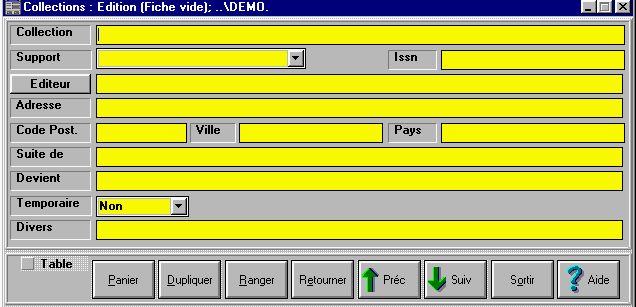 Collections : Edition (Fiche vide); ..\DEMO.
Collection
Support Issn
Editeur
Adresse
Code Post. Ville Pays
Suite de
Devient
Temporaire Non
Divers
Table
Panier Dupliquer Ranger Retourner Préc Suiv Sortir ? Aide